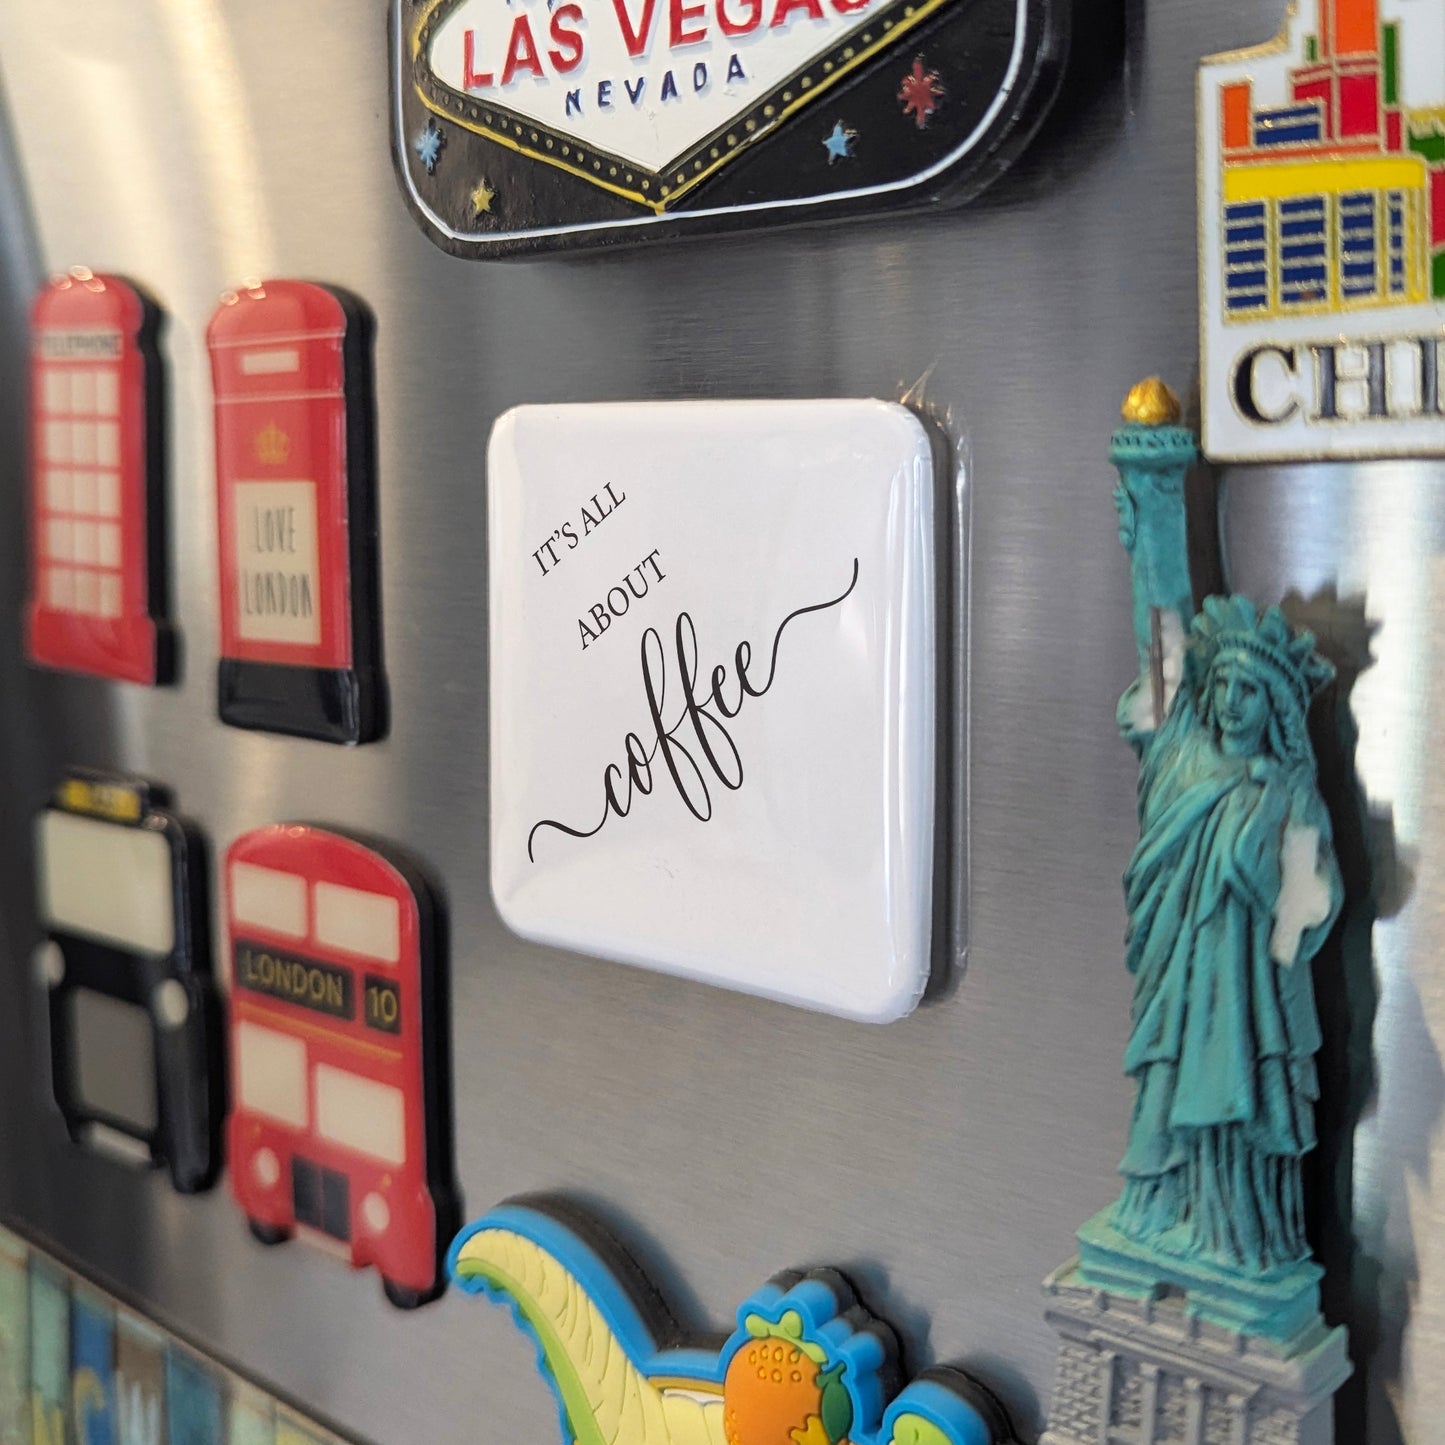 LAS VEGAS
NEVADA
TELEPHONE
LOVE
LONDON
IT'S ALL
ABOUT
coffee
CHI
LONDON 10